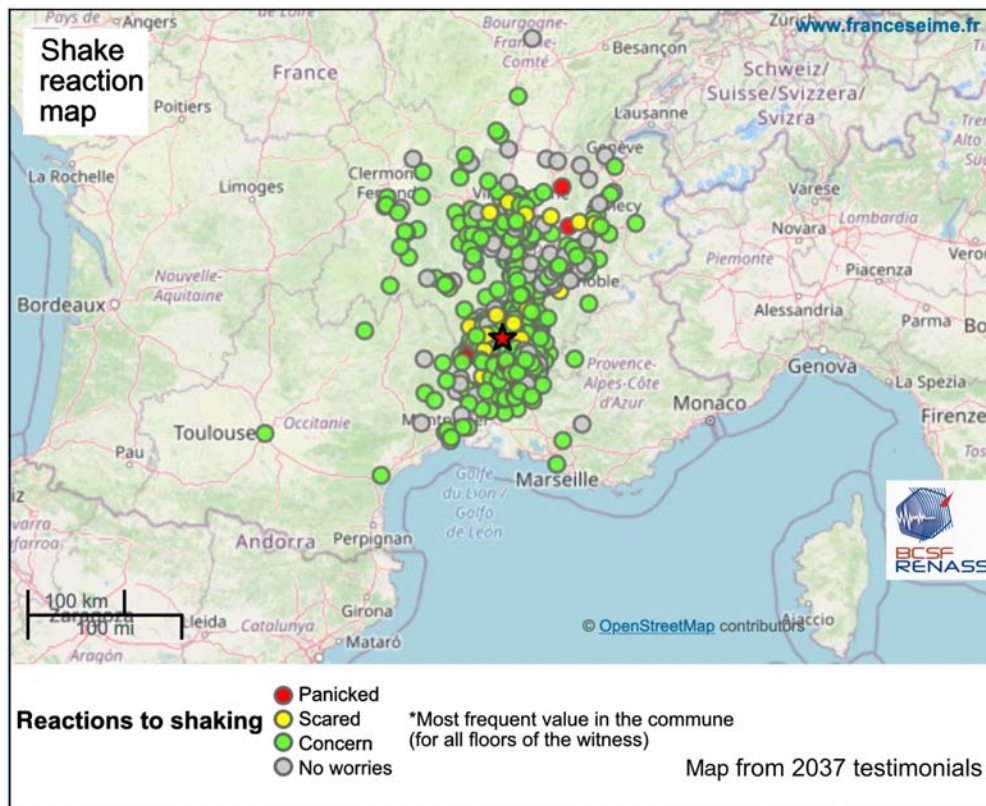 www.franceseisme.fr
Shake
reaction
map
Angers
Bourgogne-
Franche-
Comté
Besançon
Zürich
France
Schweiz/
Suisse/Svizzera/
Svizra
Poitiers
Lausanne
La Rochelle
Limoges
Clermont
Genève
Varese
Lombardia
Novara
Nouvelle-
Aquitaine
Piemonte
Piacenza
Bordeaux
Alessandria
Parma
Provence-
Alpes-Côte
d'Azur
Genova
La Spezia
Occitanie
Toulouse
Monaco
Firenze
Pau
Marseille
Golfe
du Lion /
Golfo
de León
Andorra
Perpignan
BCSF
RENASS
100 km
100 mi
Girona
Lleida
Catalunya
Mataró
Aragón
Ajaccio
© OpenStreetMap contributors
Reactions to shaking
Panicked
Scared
Concern
No worries
*Most frequent value in the commune
(for all floors of the witness)
Map from 2037 testimonials